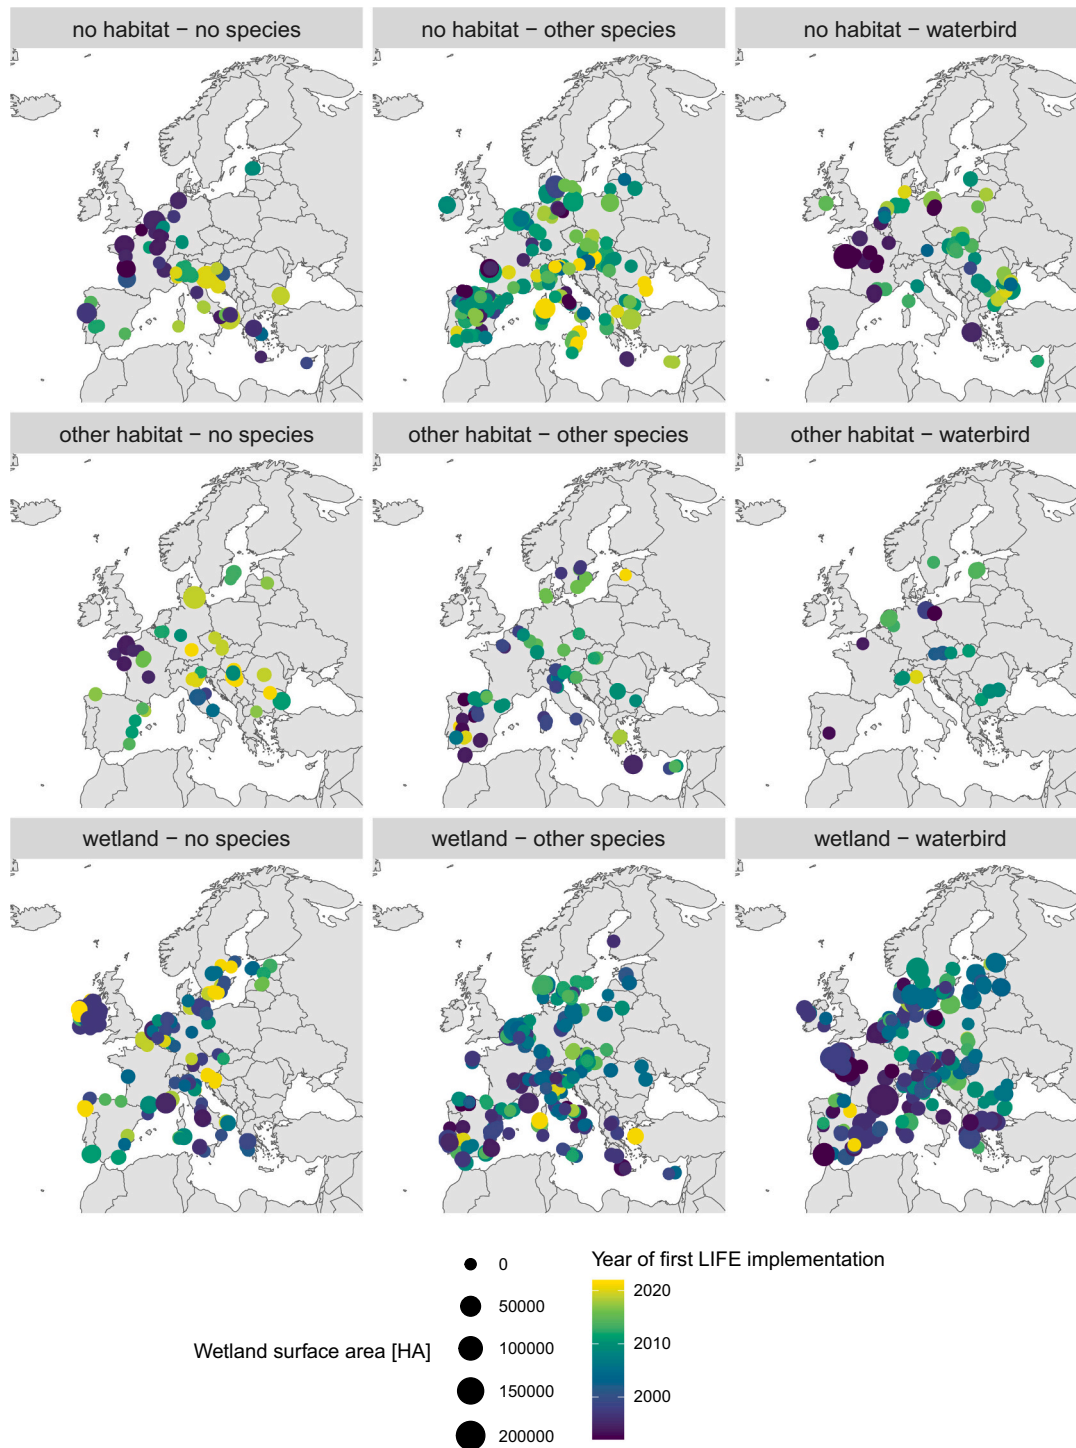 no habitat − no species
no habitat − other species
no habitat − waterbird
other habitat − no species
other habitat − other species
other habitat − waterbird
wetland − no species
wetland − other species
wetland − waterbird
Wetland surface area [HA]
0
50000
100000
150000
200000
Year of first LIFE implementation
2020
2010
2000